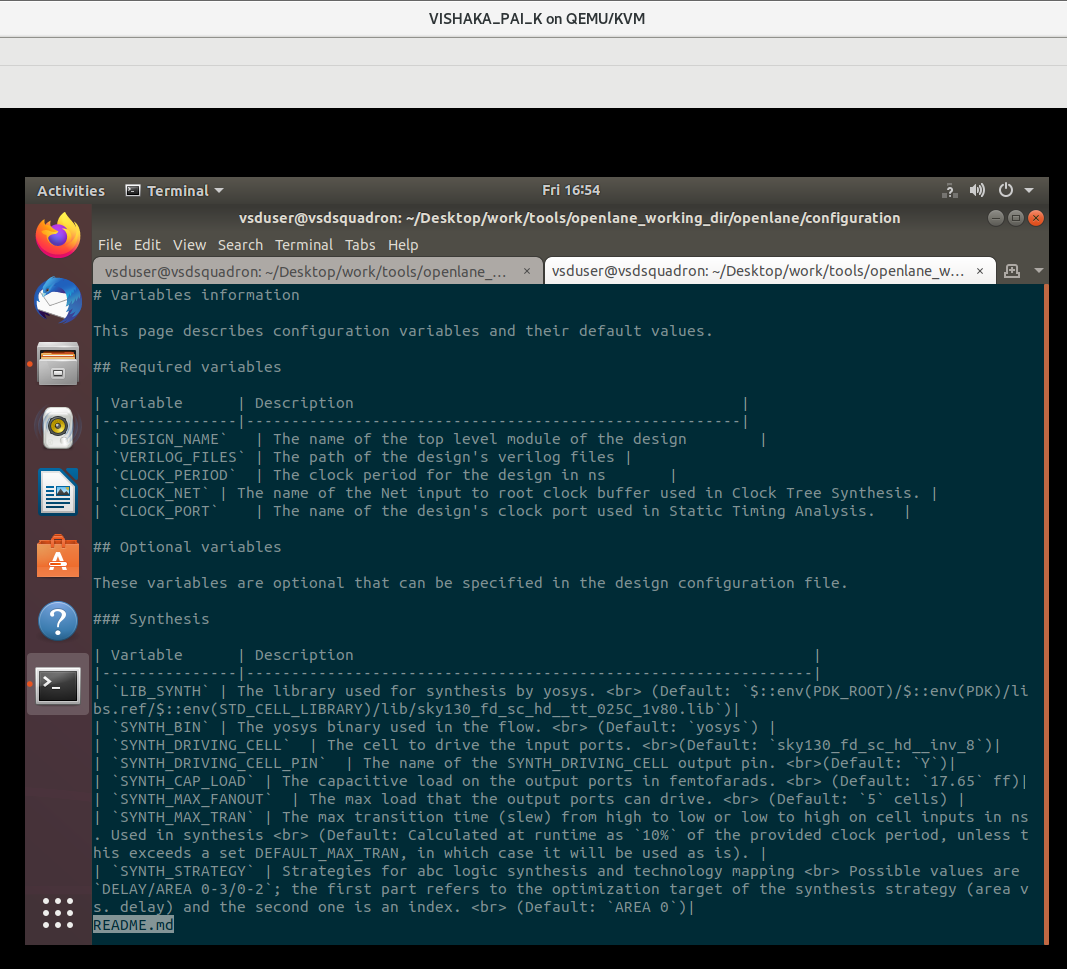 VISHAKA_PAI_K on QEMU/KVM
Activities Terminal Fri 16:54
vsduser@vsdsquadron: ~/Desktop/work/tools/openlane_working_dir/openlane/configuration
File Edit View Search Terminal Tabs Help
vsduser@vsdsquadron: ~/Desktop/work/tools/openlane_... × vsduser@vsdsquadron: ~/Desktop/work/tools/openlane_w... ×
# Variables information
This page describes configuration variables and their default values.
## Required variables
| Variable      | Description                                           |
|---------------|-------------------------------------------------------|
| `DESIGN_NAME`   | The name of the top level module of the design        |
| `VERILOG_FILES` | The path of the design's verilog files |
| `CLOCK_PERIOD`  | The clock period for the design in ns       |
| `CLOCK_NET` | The name of the Net input to root clock buffer used in Clock Tree Synthesis. |
| `CLOCK_PORT`    | The name of the design's clock port used in Static Timing Analysis.   |
## Optional variables
These variables are optional that can be specified in the design configuration file.
### Synthesis
| Variable      | Description                                                   |
|---------------|---------------------------------------------------------------|
| `LIB_SYNTH` | The library used for synthesis by yosys. <br> (Default: `$::env(PDK_ROOT)/$::env(PDK)/li
bs.ref/$::env(STD_CELL_LIBRARY)/lib/sky130_fd_sc_hd__tt_025C_1v80.lib`)|
| `SYNTH_BIN` | The yosys binary used in the flow. <br> (Default: `yosys`) |
| `SYNTH_DRIVING_CELL`  | The cell to drive the input ports. <br>(Default: `sky130_fd_sc_hd__inv_8`)|
| `SYNTH_DRIVING_CELL_PIN`  | The name of the SYNTH_DRIVING_CELL output pin. <br>(Default: `Y`)|
| `SYNTH_CAP_LOAD` | The capacitive load on the output ports in femtofarads. <br> (Default: `17.65` ff)|
| `SYNTH_MAX_FANOUT`  | The max load that the output ports can drive. <br> (Default: `5` cells) |
| `SYNTH_MAX_TRAN` | The max transition time (slew) from high to low or low to high on cell inputs in ns
. Used in synthesis <br> (Default: Calculated at runtime as `10%` of the provided clock period, unless t
his exceeds a set DEFAULT_MAX_TRAN, in which case it will be used as is). |
| `SYNTH_STRATEGY` | Strategies for abc logic synthesis and technology mapping <br> Possible values are
`DELAY/AREA 0-3/0-2`; the first part refers to the optimization target of the synthesis strategy (area v
s. delay) and the second one is an index. <br> (Default: `AREA 0`)|
README.md